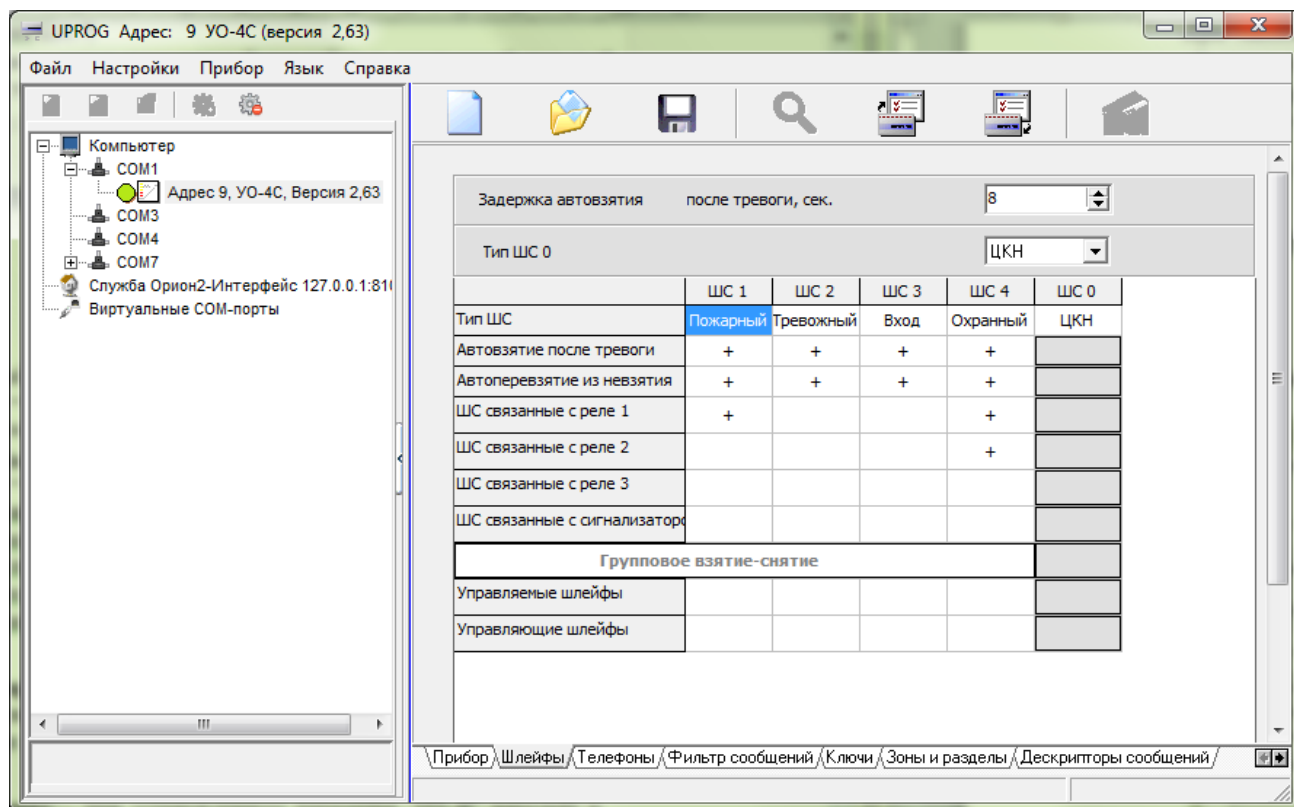 UPROG Адрес: 9 УО-4С (версия 2,63)
Файл Настройки Прибор Язык Справка
Компьютер
COM1
Адрес 9, УО-4С, Версия 2,63
COM3
COM4
COM7
Служба Орион2-Интерфейс 127.0.0.1:810
Виртуальные COM-порты
Задержка автовзятия после тревоги, сек. 8
Тип ШС 0 ЦКН
ШС 1 ШС 2 ШС 3 ШС 4 ШС 0
Тип ШС Пожарный Тревожный Вход Охранный ЦКН
Автовзятие после тревоги + + + +
Автоперевзятие из невзятия + + + +
ШС связанные с реле 1 + +
ШС связанные с реле 2 +
ШС связанные с реле 3
ШС связанные с сигнализаторо
Групповое взятие-снятие
Управляемые шлейфы
Управляющие шлейфы
Прибор Шлейфы Телефоны Фильтр сообщений Ключи Зоны и разделы Дескрипторы сообщений